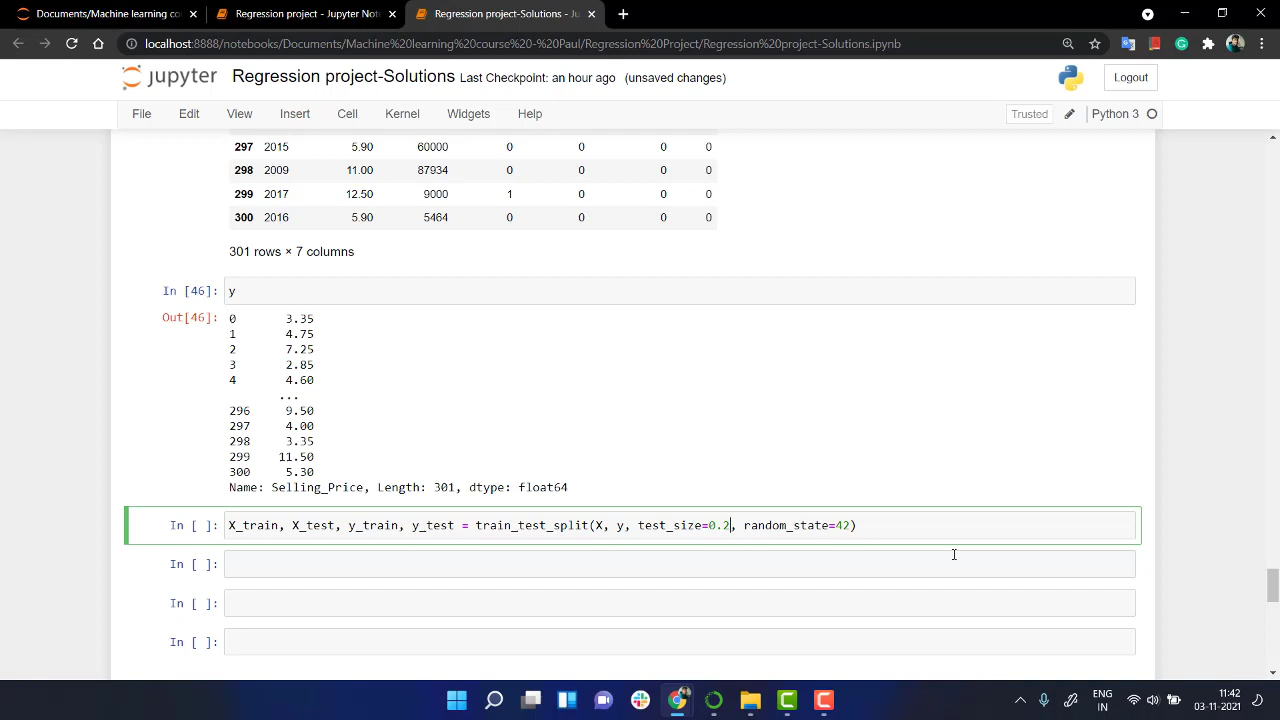 Documents/Machine learning co
Regression project - Jupyter Not
Regression project-Solutions - Ju
localhost:8888/notebooks/Documents/Machine%20learning%20course%20-%20Paul/Regression%20Project/Regression%20project-Solutions.ipynb
jupyter Regression project-Solutions Last Checkpoint: an hour ago (unsaved changes) Logout
File Edit View Insert Cell Kernel Widgets Help Trusted Python 3
297 2015 5.90 60000 0 0 0 0
298 2009 11.00 87934 0 0 0 0
299 2017 12.50 9000 1 0 0 0
300 2016 5.90 5464 0 0 0 0
301 rows × 7 columns
In [46]: y
Out[46]: 0 3.35
1 4.75
2 7.25
3 2.85
4 4.60
...
296 9.50
297 4.00
298 3.35
299 11.50
300 5.30
Name: Selling_Price, Length: 301, dtype: float64
In [ ]: X_train, X_test, y_train, y_test = train_test_split(X, y, test_size=0.2, random_state=42)
In [ ]:
In [ ]:
In [ ]:
ENG 11:42
IN 03-11-2021